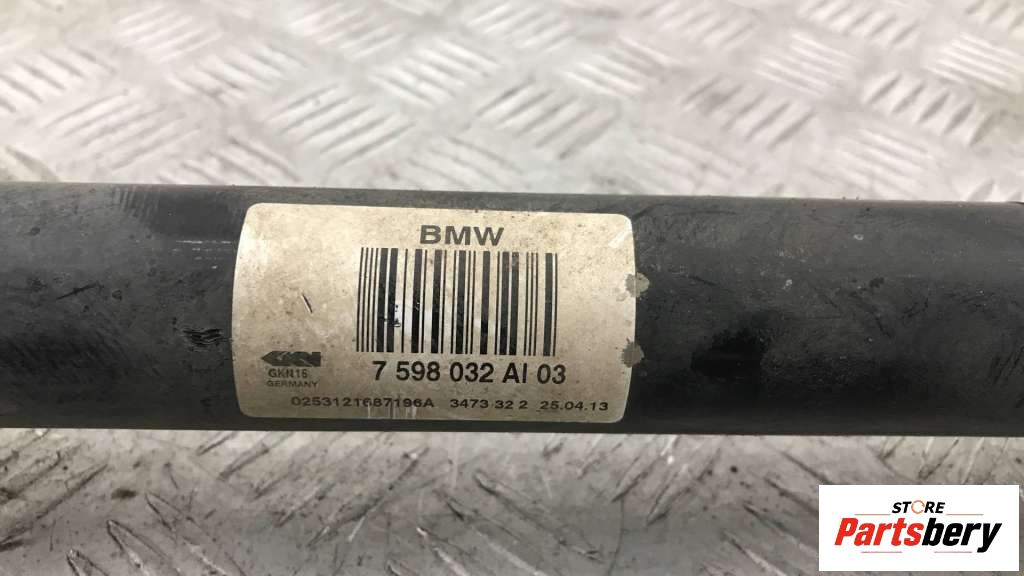 BMW
7 598 032 AI 03
GKN
GKN16
GERMANY
0253121687196A 3473 32 2 25.04.13
STORE
Partsbery